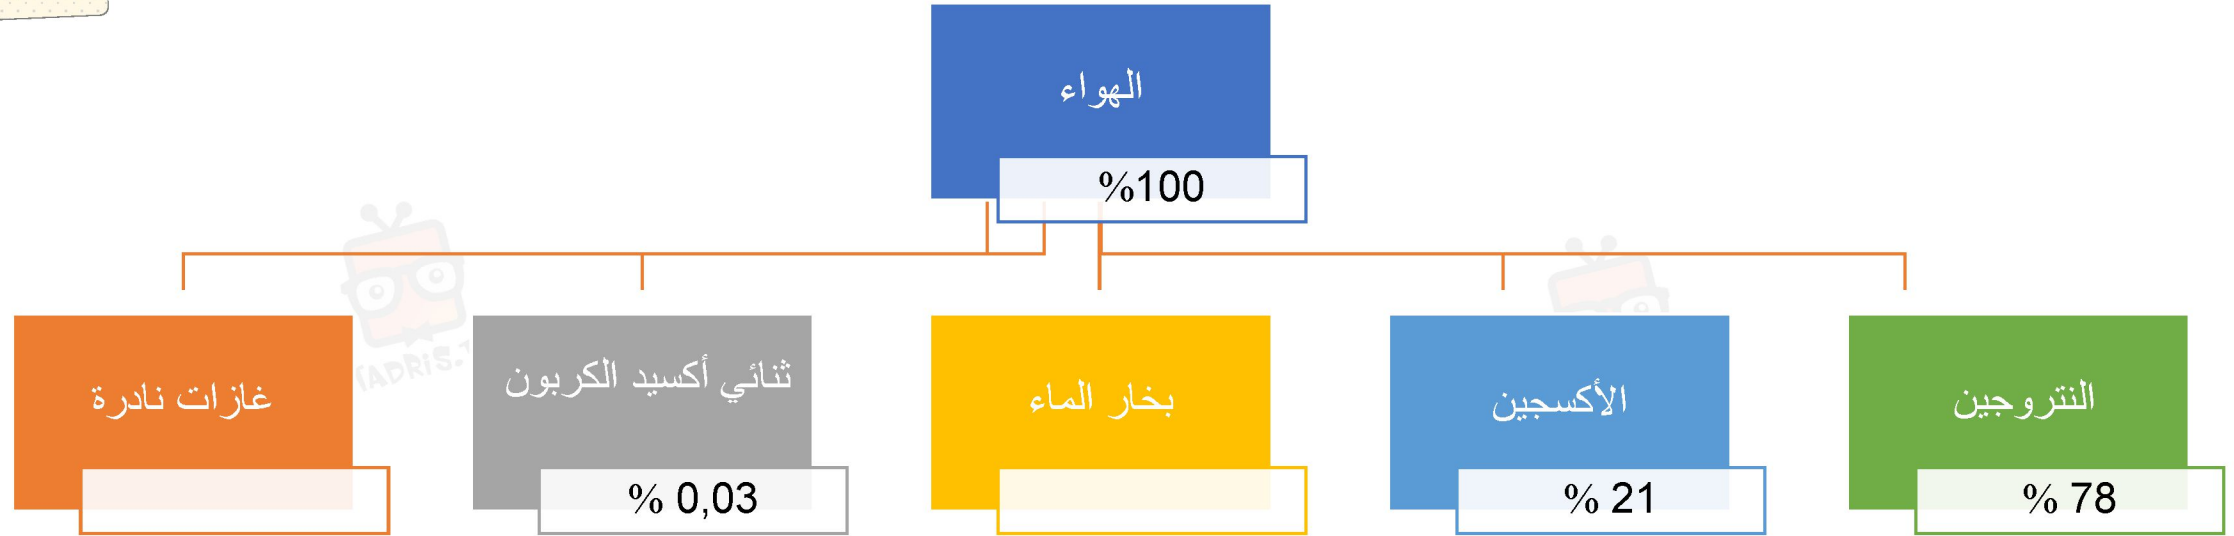 الهواء
%100
النتروجين
% 78
الأكسجين
% 21
بخار الماء
ثنائي أكسيد الكربون
% 0,03
غازات نادرة